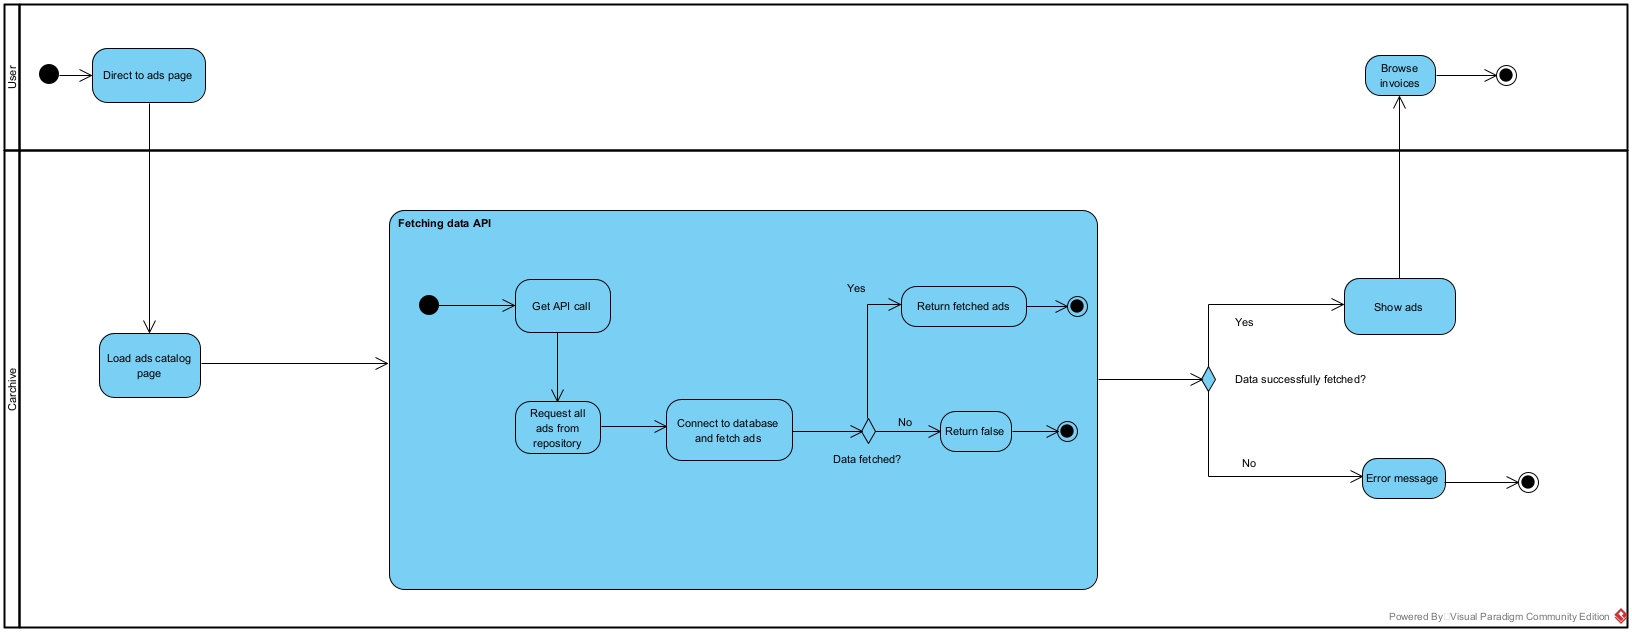 User
Direct to ads page
Browse
invoices
Carchive
Load ads catalog
page
Fetching data API
Get API call
Request all
ads from
repository
Connect to database
and fetch ads
Data fetched?
Yes
Return fetched ads
No
Return false
Data successfully fetched?
Yes
Show ads
No
Error message
Powered By Visual Paradigm Community Edition